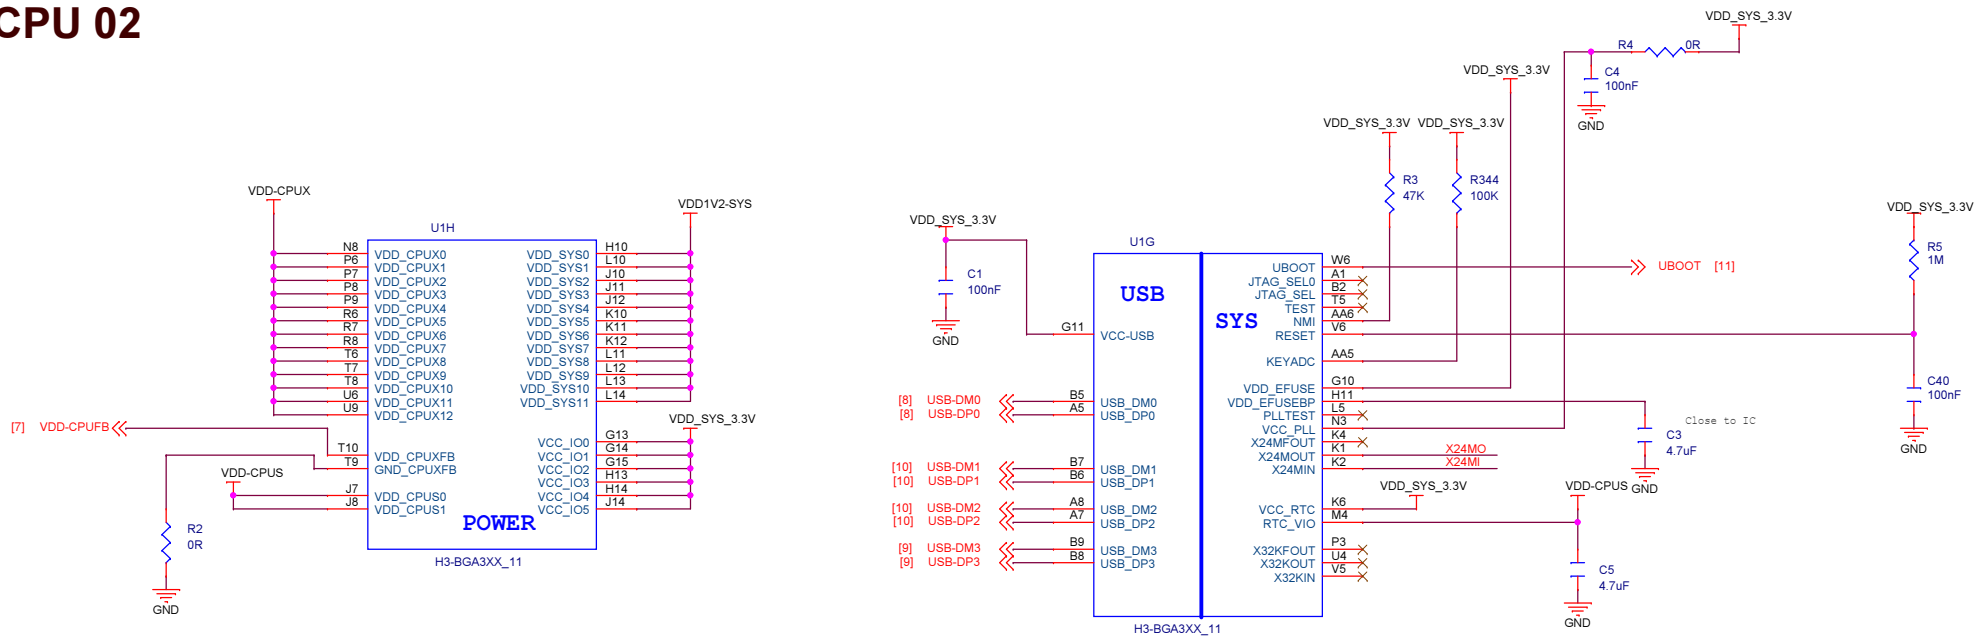 CPU 02
VDD-CPUX
VDD1V2-SYS
U1H
N8 VDD_CPUX0 VDD_SYS0 H10
P6 VDD_CPUX1 VDD_SYS1 L10
P7 VDD_CPUX2 VDD_SYS2 J10
P8 VDD_CPUX3 VDD_SYS3 J11
P9 VDD_CPUX4 VDD_SYS4 J12
R6 VDD_CPUX5 VDD_SYS5 K10
R7 VDD_CPUX6 VDD_SYS6 K11
R8 VDD_CPUX7 VDD_SYS7 K12
T6 VDD_CPUX8 VDD_SYS8 L11
T7 VDD_CPUX9 VDD_SYS9 L12
T8 VDD_CPUX10 VDD_SYS10 L13
U6 VDD_CPUX11 VDD_SYS11 L14
U9 VDD_CPUX12
VDD_SYS_3.3V
[7] VDD-CPUFB
VCC_IO0 G13
T10 VDD_CPUXFB VCC_IO1 G14
T9 GND_CPUXFB VCC_IO2 G15
VDD-CPUS
VCC_IO3 H13
J7 VDD_CPUS0 VCC_IO4 H14
J8 VDD_CPUS1 VCC_IO5 J14
POWER
R2
0R
H3-BGA3XX_11
GND
VDD_SYS_3.3V
C1
100nF
GND
U1G
USB
SYS
G11 VCC-USB
[8] USB-DM0 B5 USB_DM0
[8] USB-DP0 A5 USB_DP0
[10] USB-DM1 B7 USB_DM1
[10] USB-DP1 B6 USB_DP1
[10] USB-DM2 A8 USB_DM2
[10] USB-DP2 A7 USB_DP2
[9] USB-DM3 B9 USB_DM3
[9] USB-DP3 B8 USB_DP3
H3-BGA3XX_11
UBOOT W6
JTAG_SEL0 A1
JTAG_SEL B2
TEST T5
NMI AA6
RESET V6
KEYADC AA5
VDD_EFUSE G10
VDD_EFUSEBP H11
PLLTEST L5
VCC_PLL N3
X24MFOUT K4
X24MOUT K1 X24MO
X24MIN K2 X24MI
VCC_RTC K6
RTC_VIO M4
X32KFOUT P3
X32KOUT U4
X32KIN V5
VDD_SYS_3.3V
R4 0R
C4
100nF
GND
VDD_SYS_3.3V
VDD_SYS_3.3V VDD_SYS_3.3V
R3
47K
R344
100K
UBOOT [11]
VDD_SYS_3.3V
R5
1M
C40
100nF
GND
Close to IC
C3
4.7uF
GND
VDD_SYS_3.3V
VDD-CPUS
C5
4.7uF
GND